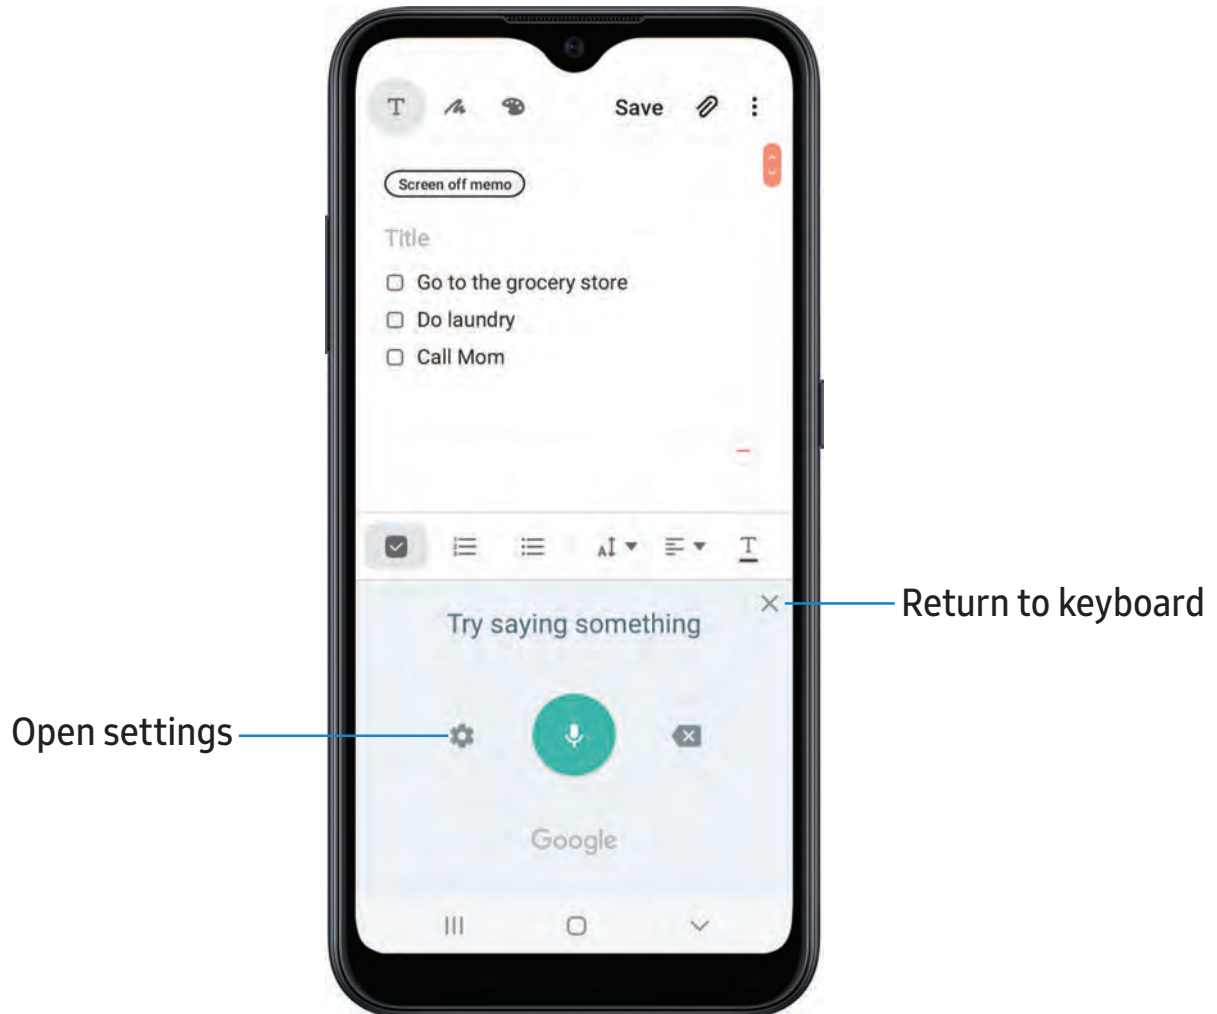 T
Save
Screen off memo
Title
Go to the grocery store
Do laundry
Call Mom
T
Try saying something
Return to keyboard
Open settings
Google